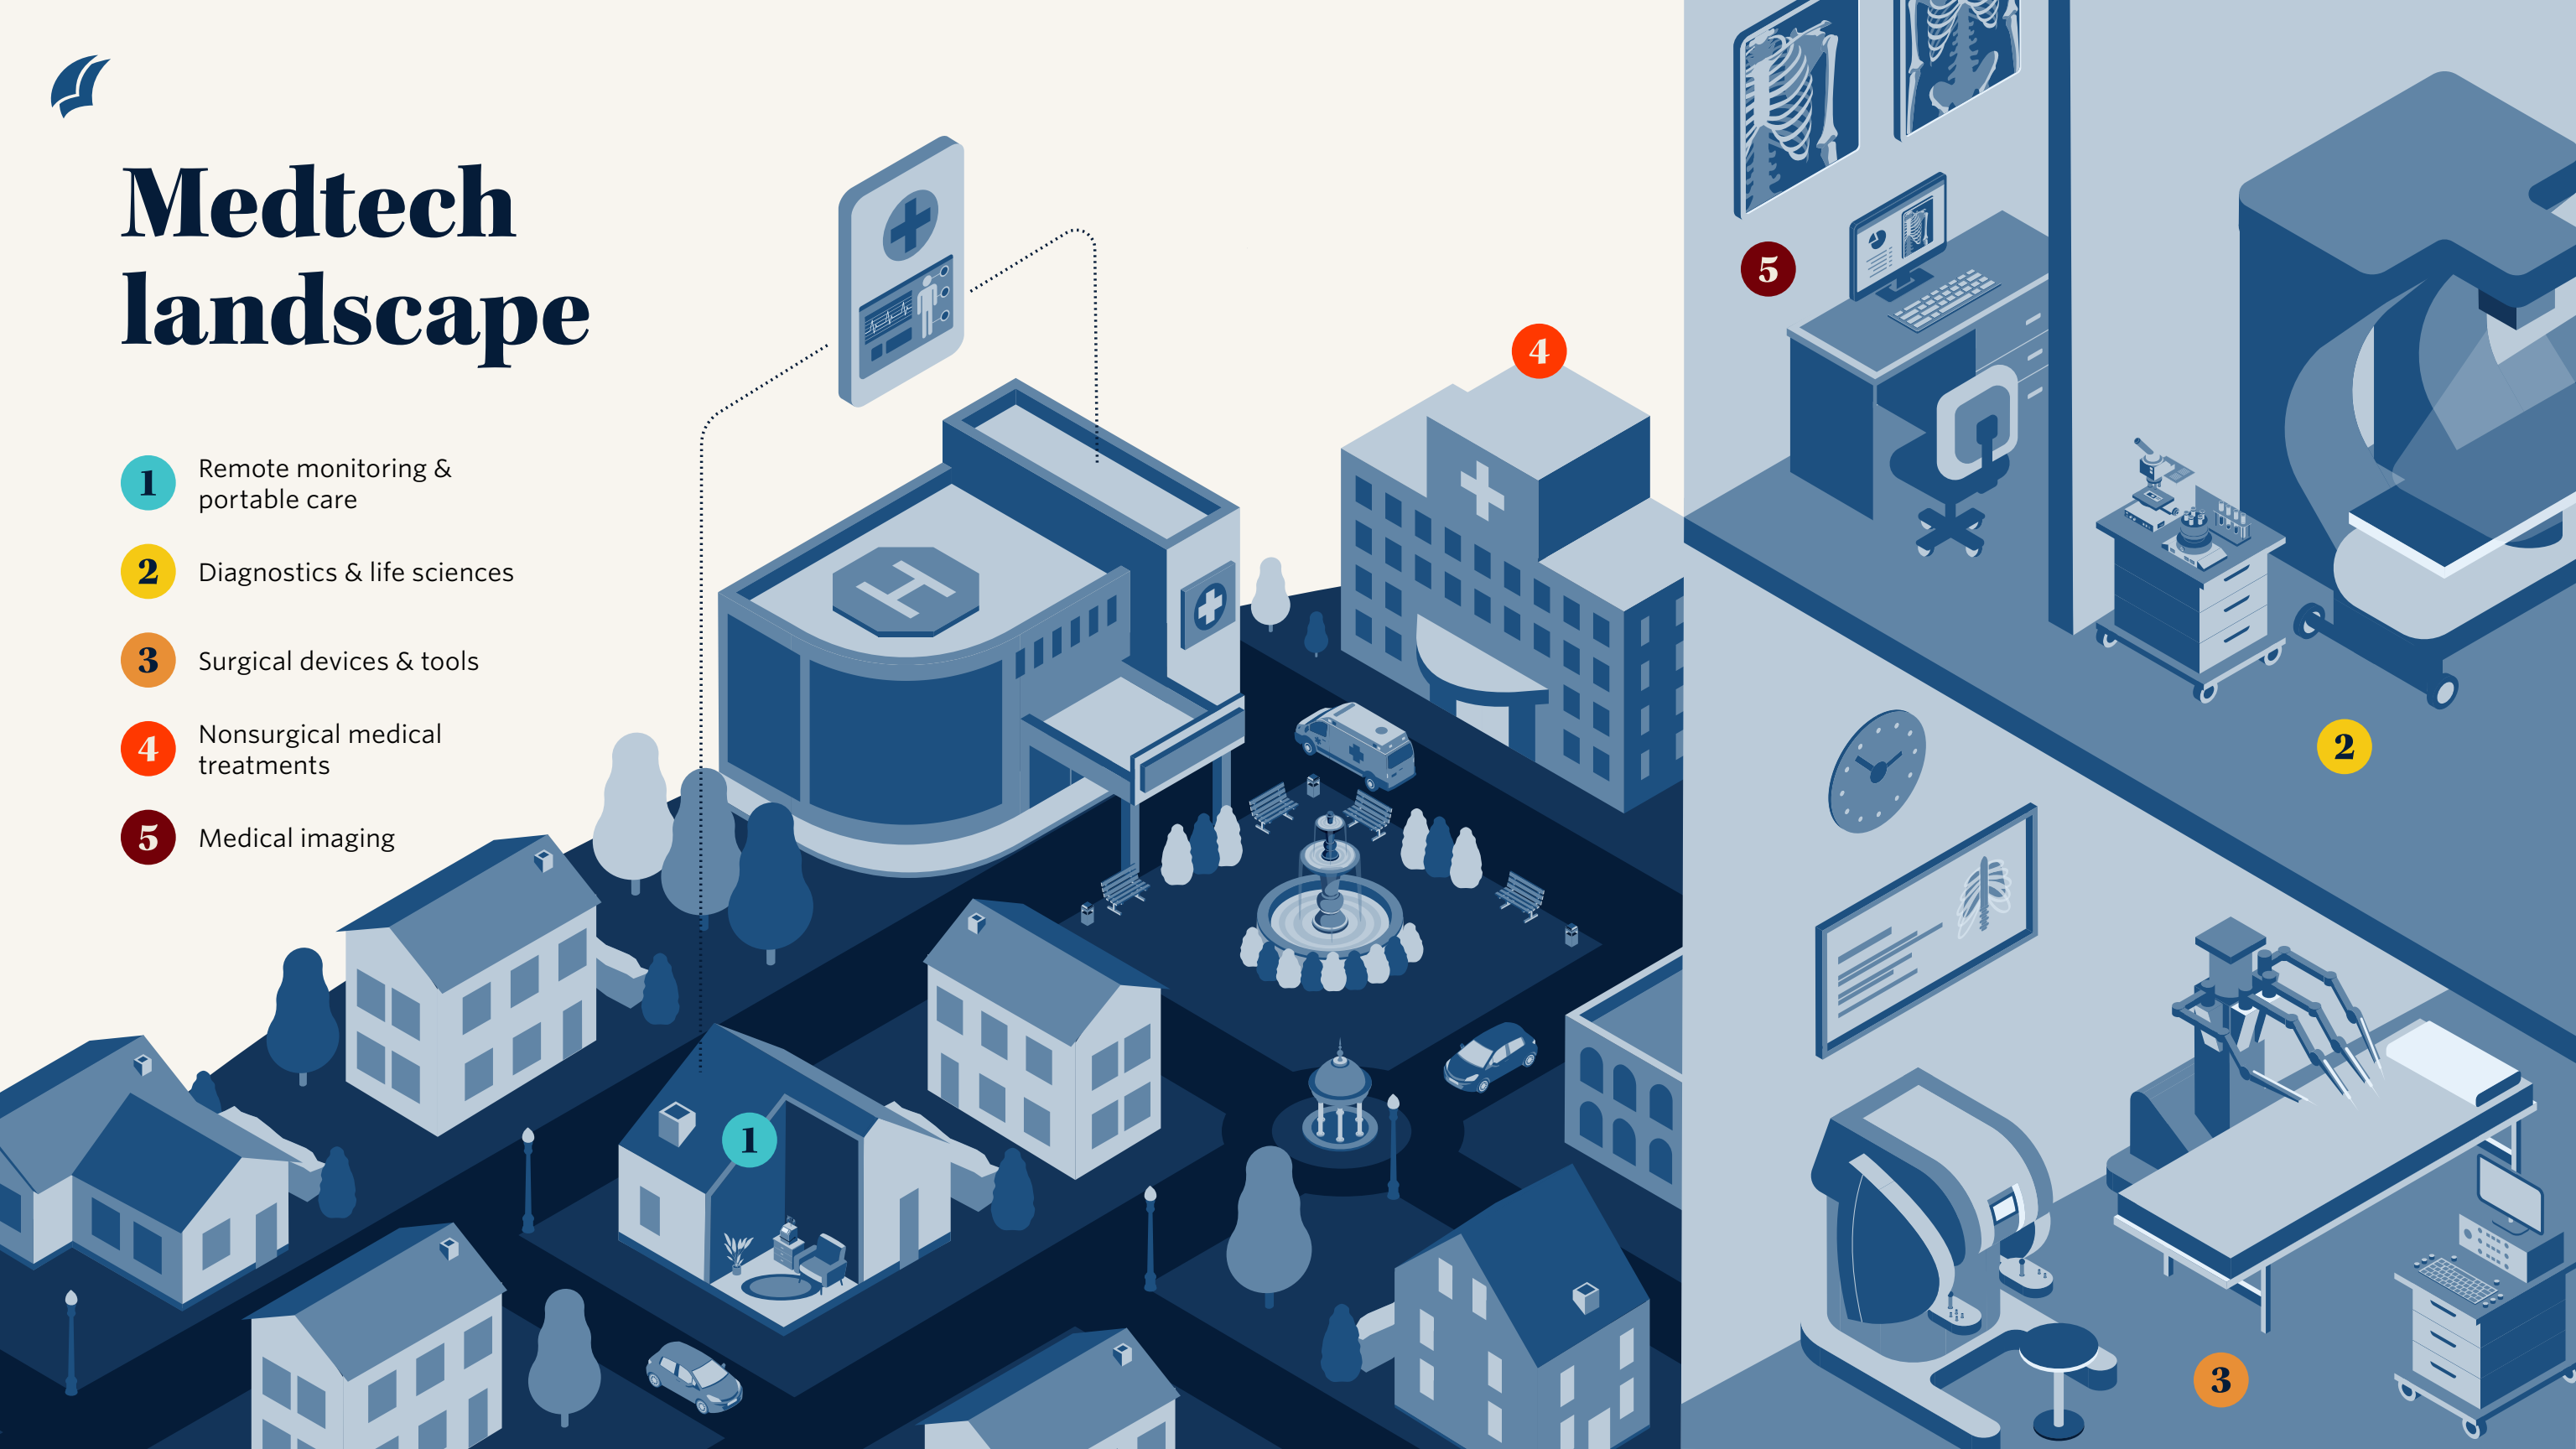 Medtech
landscape
1 Remote monitoring &
portable care
2 Diagnostics & life sciences
3 Surgical devices & tools
4 Nonsurgical medical
treatments
5 Medical imaging
H
4
5
2
1
3